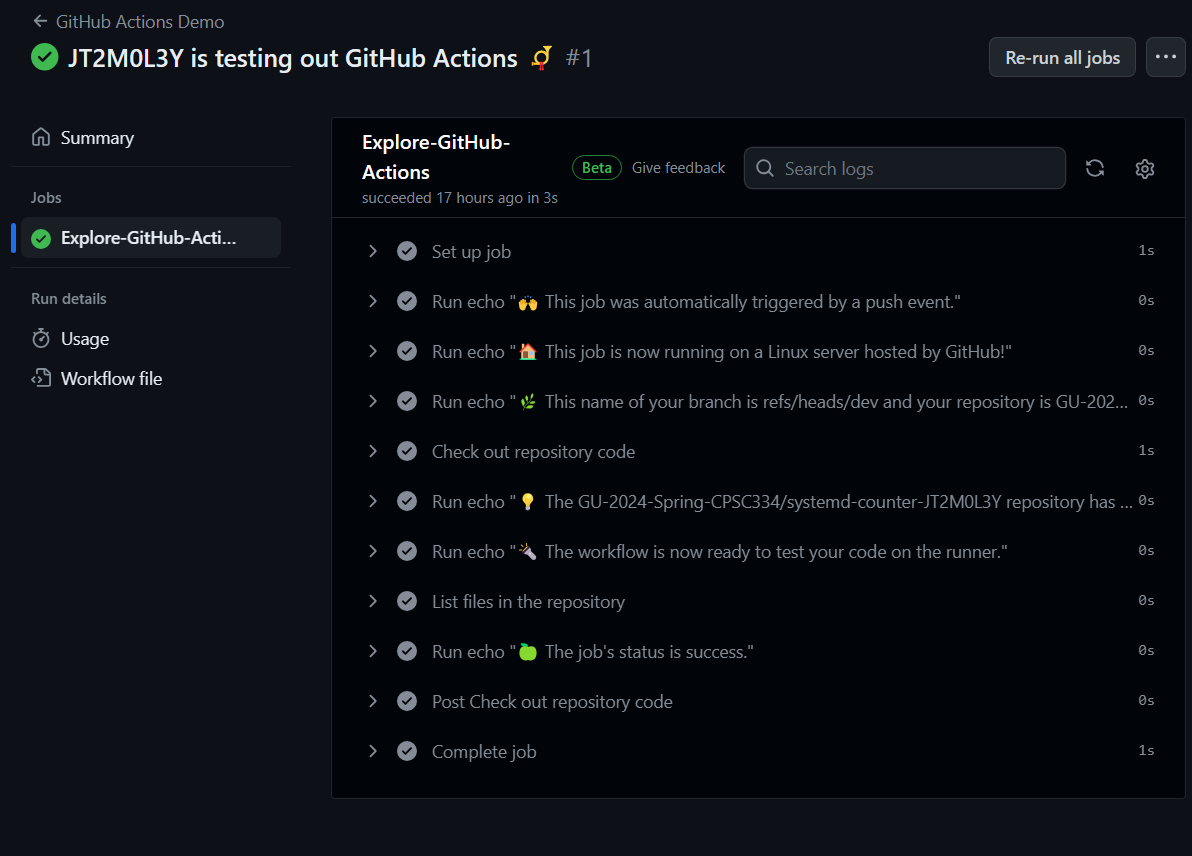 GitHub Actions Demo
JT2M0L3Y is testing out GitHub Actions #1
Re-run all jobs
Summary
Jobs
Explore-GitHub-Acti...
Run details
Usage
Workflow file
Explore-GitHub-
Actions
succeeded 17 hours ago in 3s
Beta
Give feedback
Search logs
Set up job 1s
Run echo "🙌 This job was automatically triggered by a push event." 0s
Run echo "🏠 This job is now running on a Linux server hosted by GitHub!" 0s
Run echo "🌿 This name of your branch is refs/heads/dev and your repository is GU-202... 0s
Check out repository code 1s
Run echo "💡 The GU-2024-Spring-CPSC334/systemd-counter-JT2M0L3Y repository has ... 0s
Run echo "🔦 The workflow is now ready to test your code on the runner." 0s
List files in the repository 0s
Run echo "🍏 The job's status is success." 0s
Post Check out repository code 0s
Complete job 1s